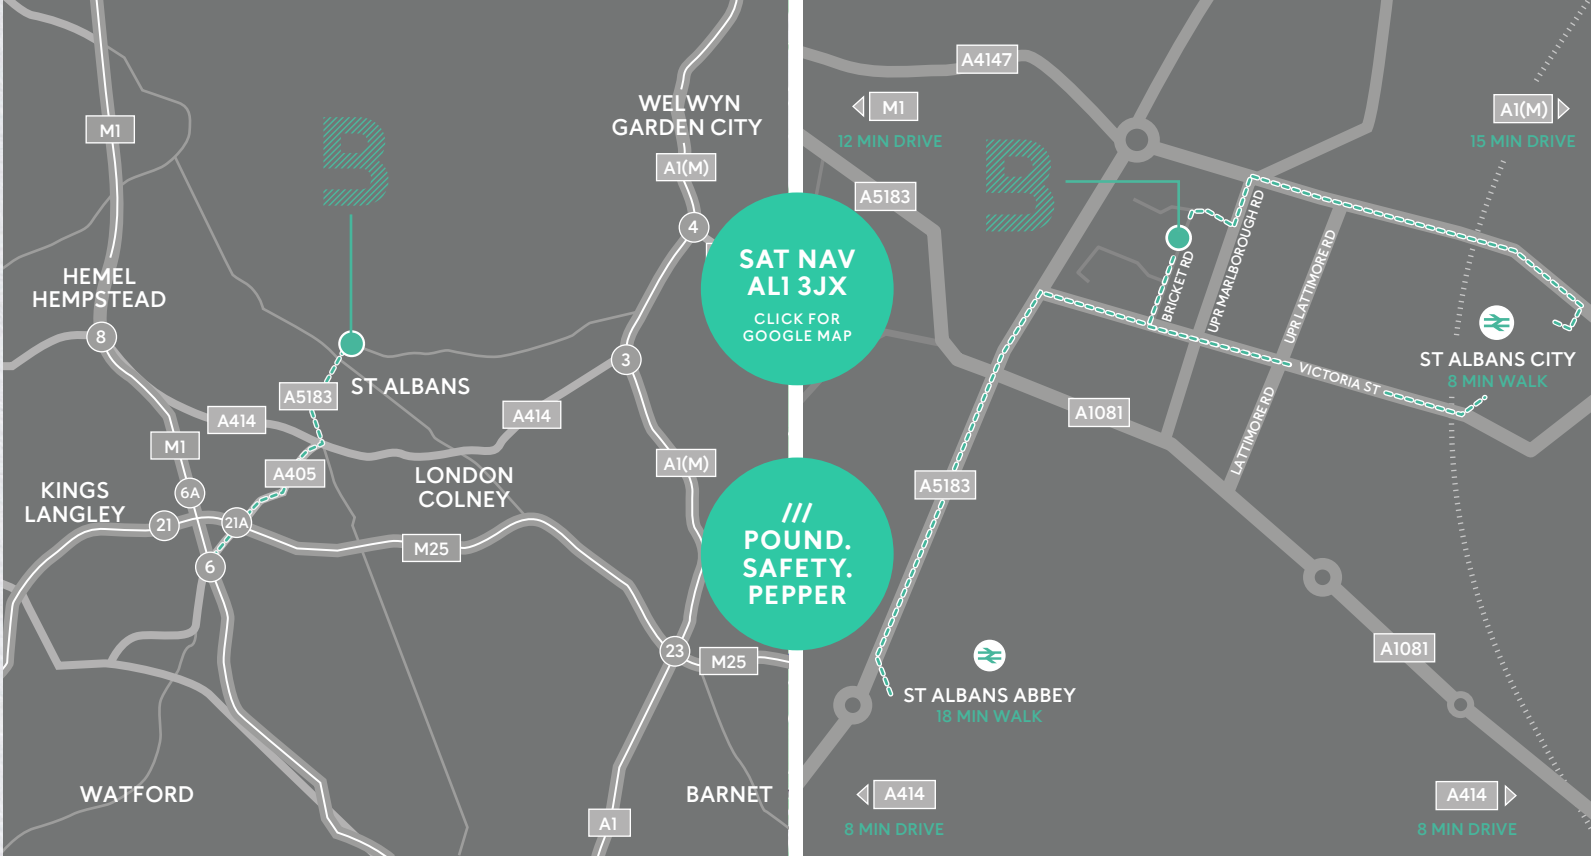 WELWYN
GARDEN CITY
M1
A1(M)
4
HEMEL
HEMPSTEAD
8
3
ST ALBANS
A5183
A414
A414
M1
A405
A1(M)
LONDON
COLNEY
KINGS
LANGLEY
6A
21
21A
M25
6
23
M25
WATFORD
BARNET
A1
B
SAT NAV
AL1 3JX
CLICK FOR
GOOGLE MAP
///
POUND.
SAFETY.
PEPPER
A4147
M1
12 MIN DRIVE
A1(M)
15 MIN DRIVE
B
A5183
BRICKET RD
UPR MARLBOROUGH RD
UPR LATTIMORE RD
ST ALBANS CITY
8 MIN WALK
VICTORIA ST
LATTIMORE RD
A1081
A5183
A1081
ST ALBANS ABBEY
18 MIN WALK
A414
8 MIN DRIVE
A414
8 MIN DRIVE